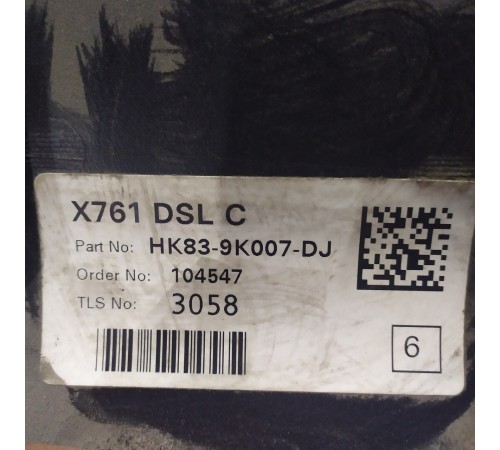 X761 DSL C
Part No: HK83-9K007-DJ
Order No: 104547
TLS No: 3058
6